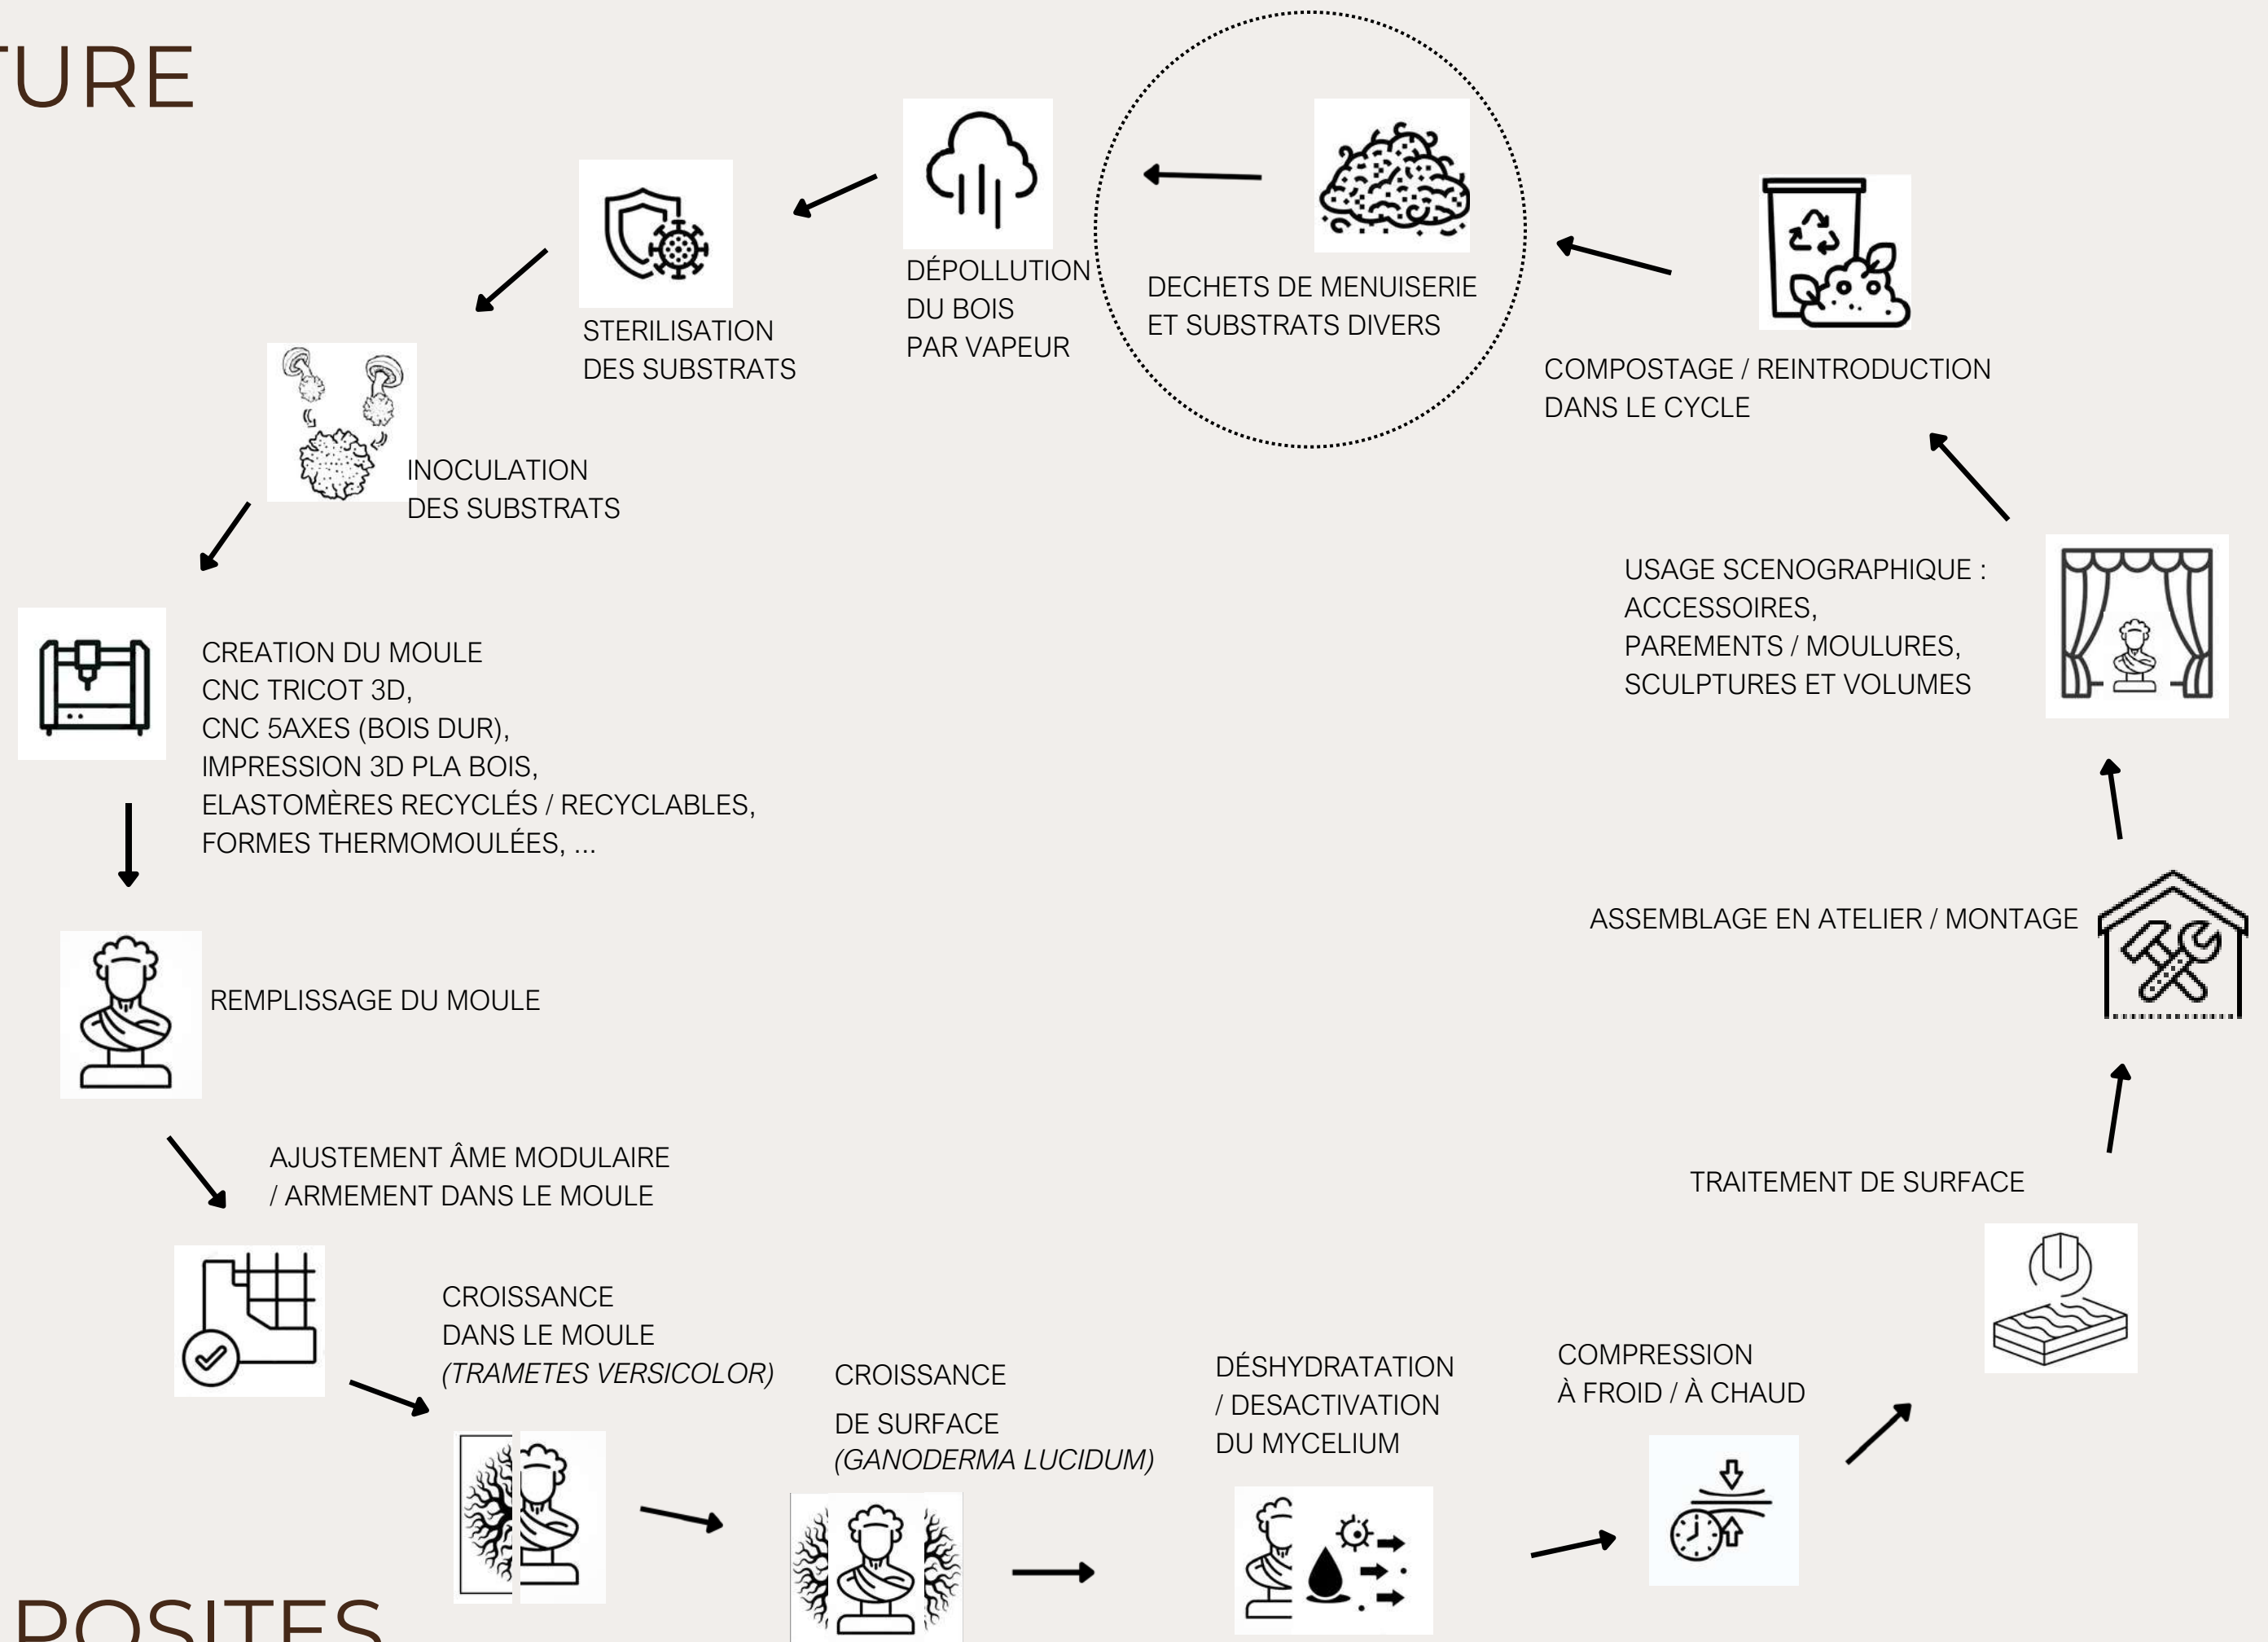 TURE
DECHETS DE MENUISERIE
ET SUBSTRATS DIVERS
DÉPOLLUTION
DU BOIS
PAR VAPEUR
STERILISATION
DES SUBSTRATS
INOCULATION
DES SUBSTRATS
CREATION DU MOULE
CNC TRICOT 3D,
CNC 5AXES (BOIS DUR),
IMPRESSION 3D PLA BOIS,
ELASTOMÈRES RECYCLÉS / RECYCLABLES,
FORMES THERMOMOULÉES, ...
REMPLISSAGE DU MOULE
AJUSTEMENT ÂME MODULAIRE
/ ARMEMENT DANS LE MOULE
CROISSANCE
DANS LE MOULE
(TRAMETES VERSICOLOR)
CROISSANCE
DE SURFACE
(GANODERMA LUCIDUM)
DÉSHYDRATATION
/ DESACTIVATION
DU MYCELIUM
COMPRESSION
À FROID / À CHAUD
TRAITEMENT DE SURFACE
ASSEMBLAGE EN ATELIER / MONTAGE
USAGE SCENOGRAPHIQUE :
ACCESSOIRES,
PAREMENTS / MOULURES,
SCULPTURES ET VOLUMES
COMPOSTAGE / REINTRODUCTION
DANS LE CYCLE
POSITES